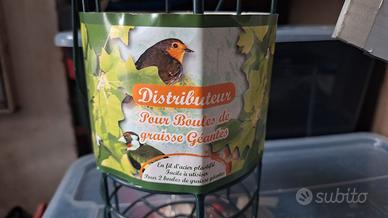 Distributeur
Pour Boules de
graisse Géantes
En fil d'acier plastifié
Facile à utiliser
Pour 2 boules de graisse géantes
subito